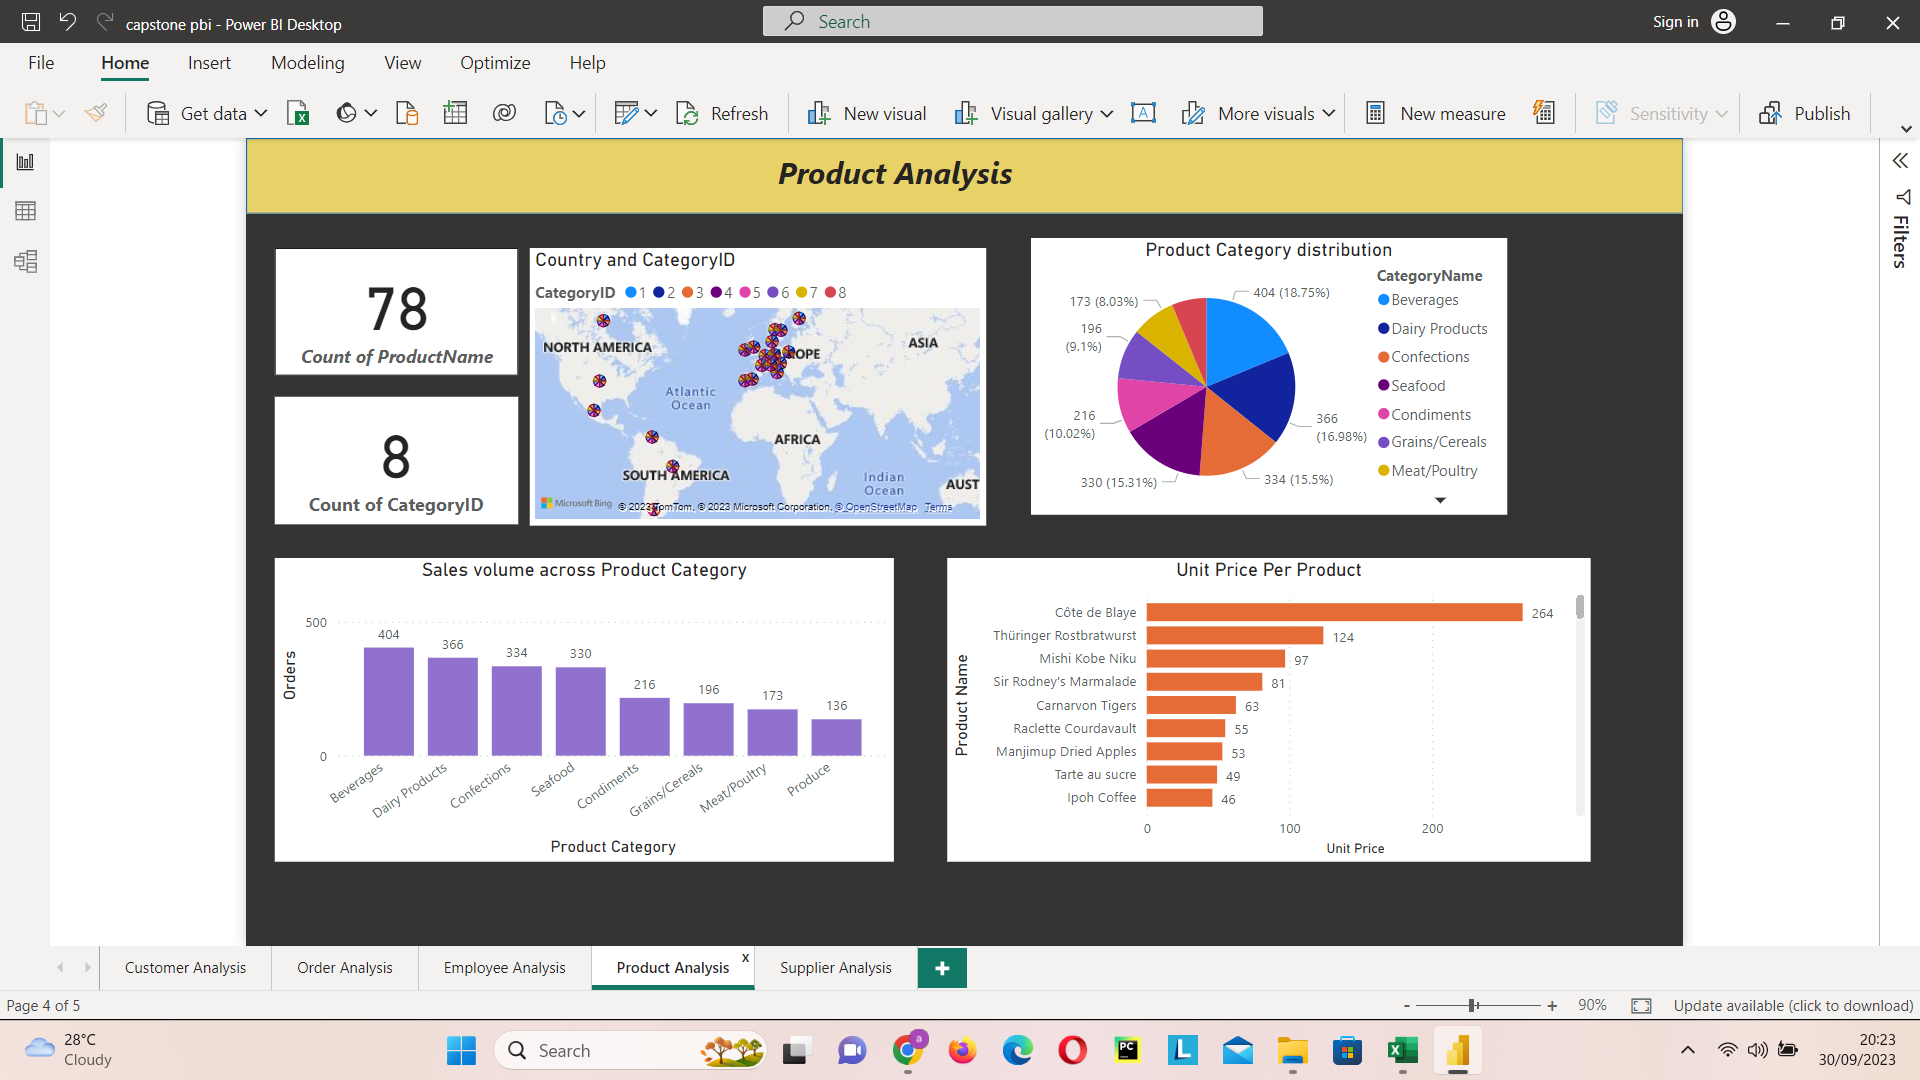 capstone pbi - Power BI Desktop
Search
Sign in
File Home Insert Modeling View Optimize Help
Get data
Refresh
New visual
Visual gallery
A
More visuals
New measure
Sensitivity
Publish
Product Analysis
Filters
78
Count of ProductName
8
Count of CategoryID
Country and CategoryID
CategoryID 1 2 3 4 5 6 7 8
NORTH AMERICA
OPE
ASIA
Atlantic
Ocean
AFRICA
SOUTH AMERICA
Indian
Ocean
AUST
Microsoft Bing © 2023 TomTom, © 2023 Microsoft Corporation, © OpenStreetMap Terms
Product Category distribution
404 (18.75%)
366
(16.98%)
334 (15.5%)
330 (15.31%)
216
(10.02%)
196
(9.1%)
173 (8.03%)
CategoryName
Beverages
Dairy Products
Confections
Seafood
Condiments
Grains/Cereals
Meat/Poultry
Sales volume across Product Category
Orders
500
0
404 366 334 330 216 196 173 136
Beverages Dairy Products Confections Seafood Condiments Grains/Cereals Meat/Poultry Produce
Product Category
Unit Price Per Product
Product Name
Côte de Blaye 264
Thüringer Rostbratwurst 124
Mishi Kobe Niku 97
Sir Rodney's Marmalade 81
Carnarvon Tigers 63
Raclette Courdavault 55
Manjimup Dried Apples 53
Tarte au sucre 49
Ipoh Coffee 46
0 100 200
Unit Price
Customer Analysis Order Analysis Employee Analysis Product Analysis x Supplier Analysis +
Page 4 of 5
- + 90% Update available (click to download)
28°C
Cloudy
Search
a
PC
L
20:23
30/09/2023